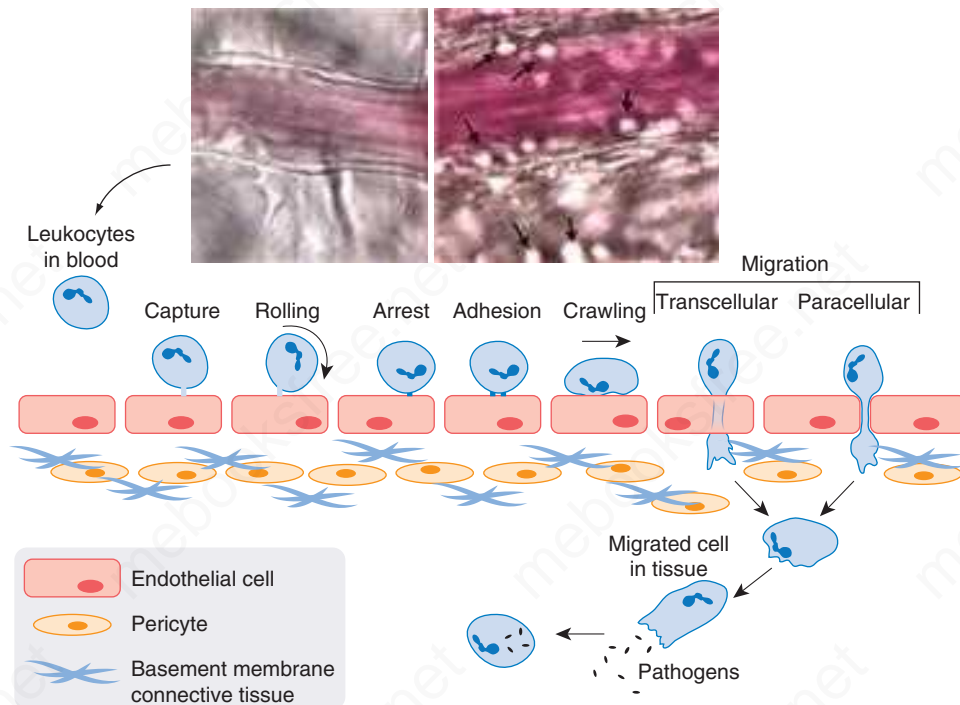 Leukocytes
in blood
Capture
Rolling
Arrest
Adhesion
Crawling
Migration
Transcellular
Paracellular
Migrated cell
in tissue
Pathogens
Endothelial cell
Pericyte
Basement membrane
connective tissue